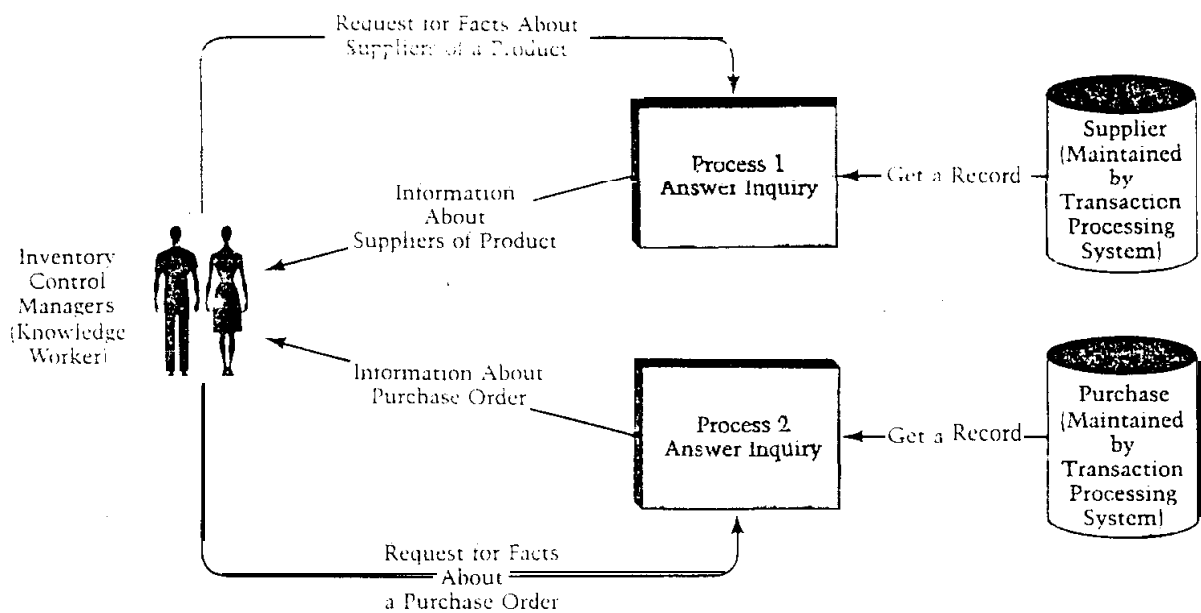 Request for Facts About
Suppliers of a Product
Process 1
Answer Inquiry
Get a Record
Supplier
(Maintained
by
Transaction
Processing
System)
Information
About
Suppliers of Product
Inventory
Control
Managers
(Knowledge
Worker)
Information About
Purchase Order
Process 2
Answer Inquiry
Get a Record
Purchase
(Maintained
by
Transaction
Processing
System)
Request for Facts
About
a Purchase Order